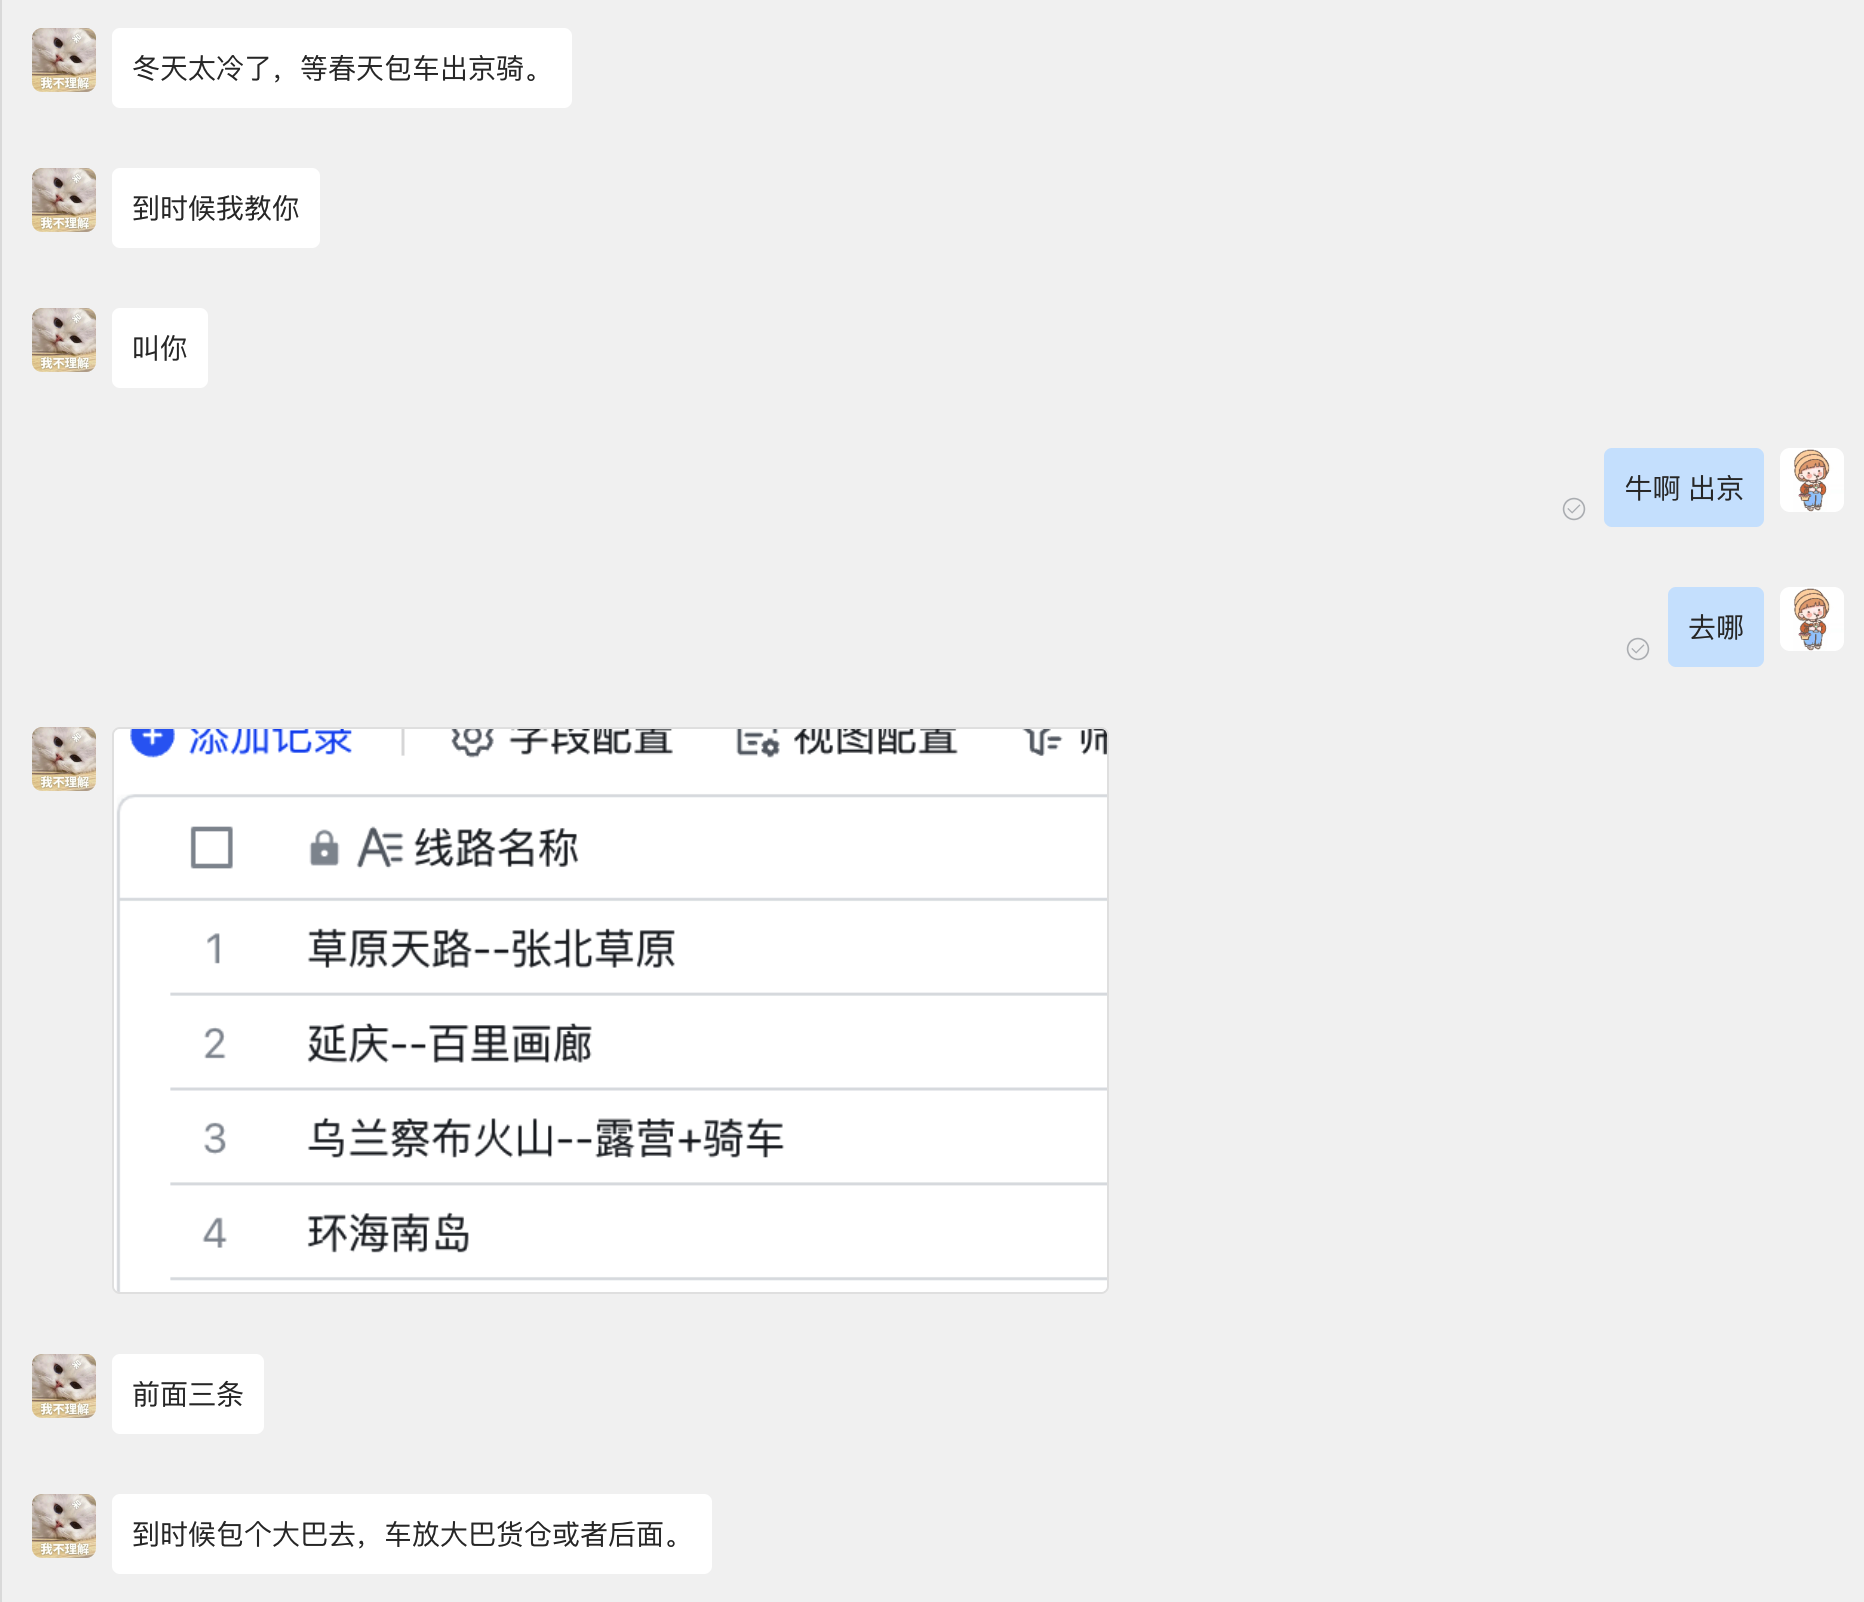 我不理解
冬天太冷了，等春天包车出京骑。
我不理解
到时候我教你
我不理解
叫你
牛啊 出京
去哪
我不理解
添加记录 字段配置 视图配置
线路名称
1 草原天路--张北草原
2 延庆--百里画廊
3 乌兰察布火山--露营+骑车
4 环海南岛
我不理解
前面三条
我不理解
到时候包个大巴去，车放大巴货仓或者后面。